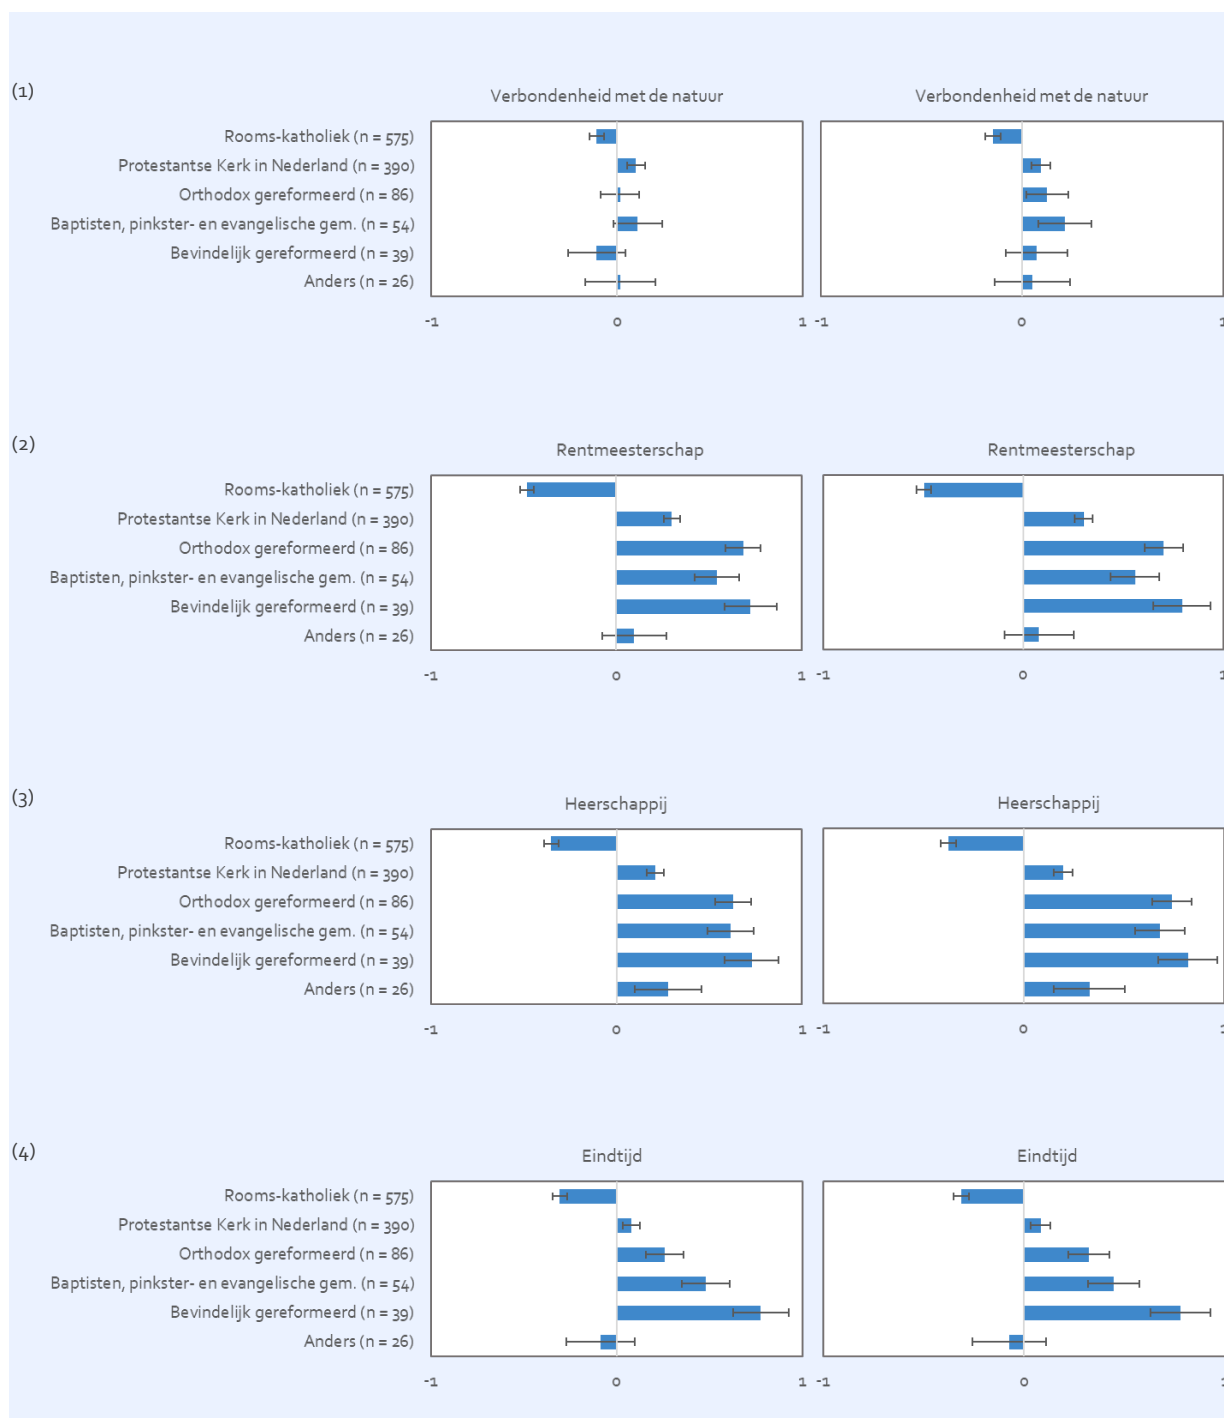 (1)
Verbondenheid met de natuur Verbondenheid met de natuur
Rooms-katholiek (n = 575)
Protestantse Kerk in Nederland (n = 390)
Orthodox gereformeerd (n = 86)
Baptisten, pinkster- en evangelische gem. (n = 54)
Bevindelijk gereformeerd (n = 39)
Anders (n = 26)
-1 0 1 -1 0 1
(2)
Rentmeesterschap Rentmeesterschap
Rooms-katholiek (n = 575)
Protestantse Kerk in Nederland (n = 390)
Orthodox gereformeerd (n = 86)
Baptisten, pinkster- en evangelische gem. (n = 54)
Bevindelijk gereformeerd (n = 39)
Anders (n = 26)
-1 0 1 -1 0 1
(3)
Heerschappij Heerschappij
Rooms-katholiek (n = 575)
Protestantse Kerk in Nederland (n = 390)
Orthodox gereformeerd (n = 86)
Baptisten, pinkster- en evangelische gem. (n = 54)
Bevindelijk gereformeerd (n = 39)
Anders (n = 26)
-1 0 1 -1 0 1
(4)
Eindtijd Eindtijd
Rooms-katholiek (n = 575)
Protestantse Kerk in Nederland (n = 390)
Orthodox gereformeerd (n = 86)
Baptisten, pinkster- en evangelische gem. (n = 54)
Bevindelijk gereformeerd (n = 39)
Anders (n = 26)
-1 0 1 -1 0 1